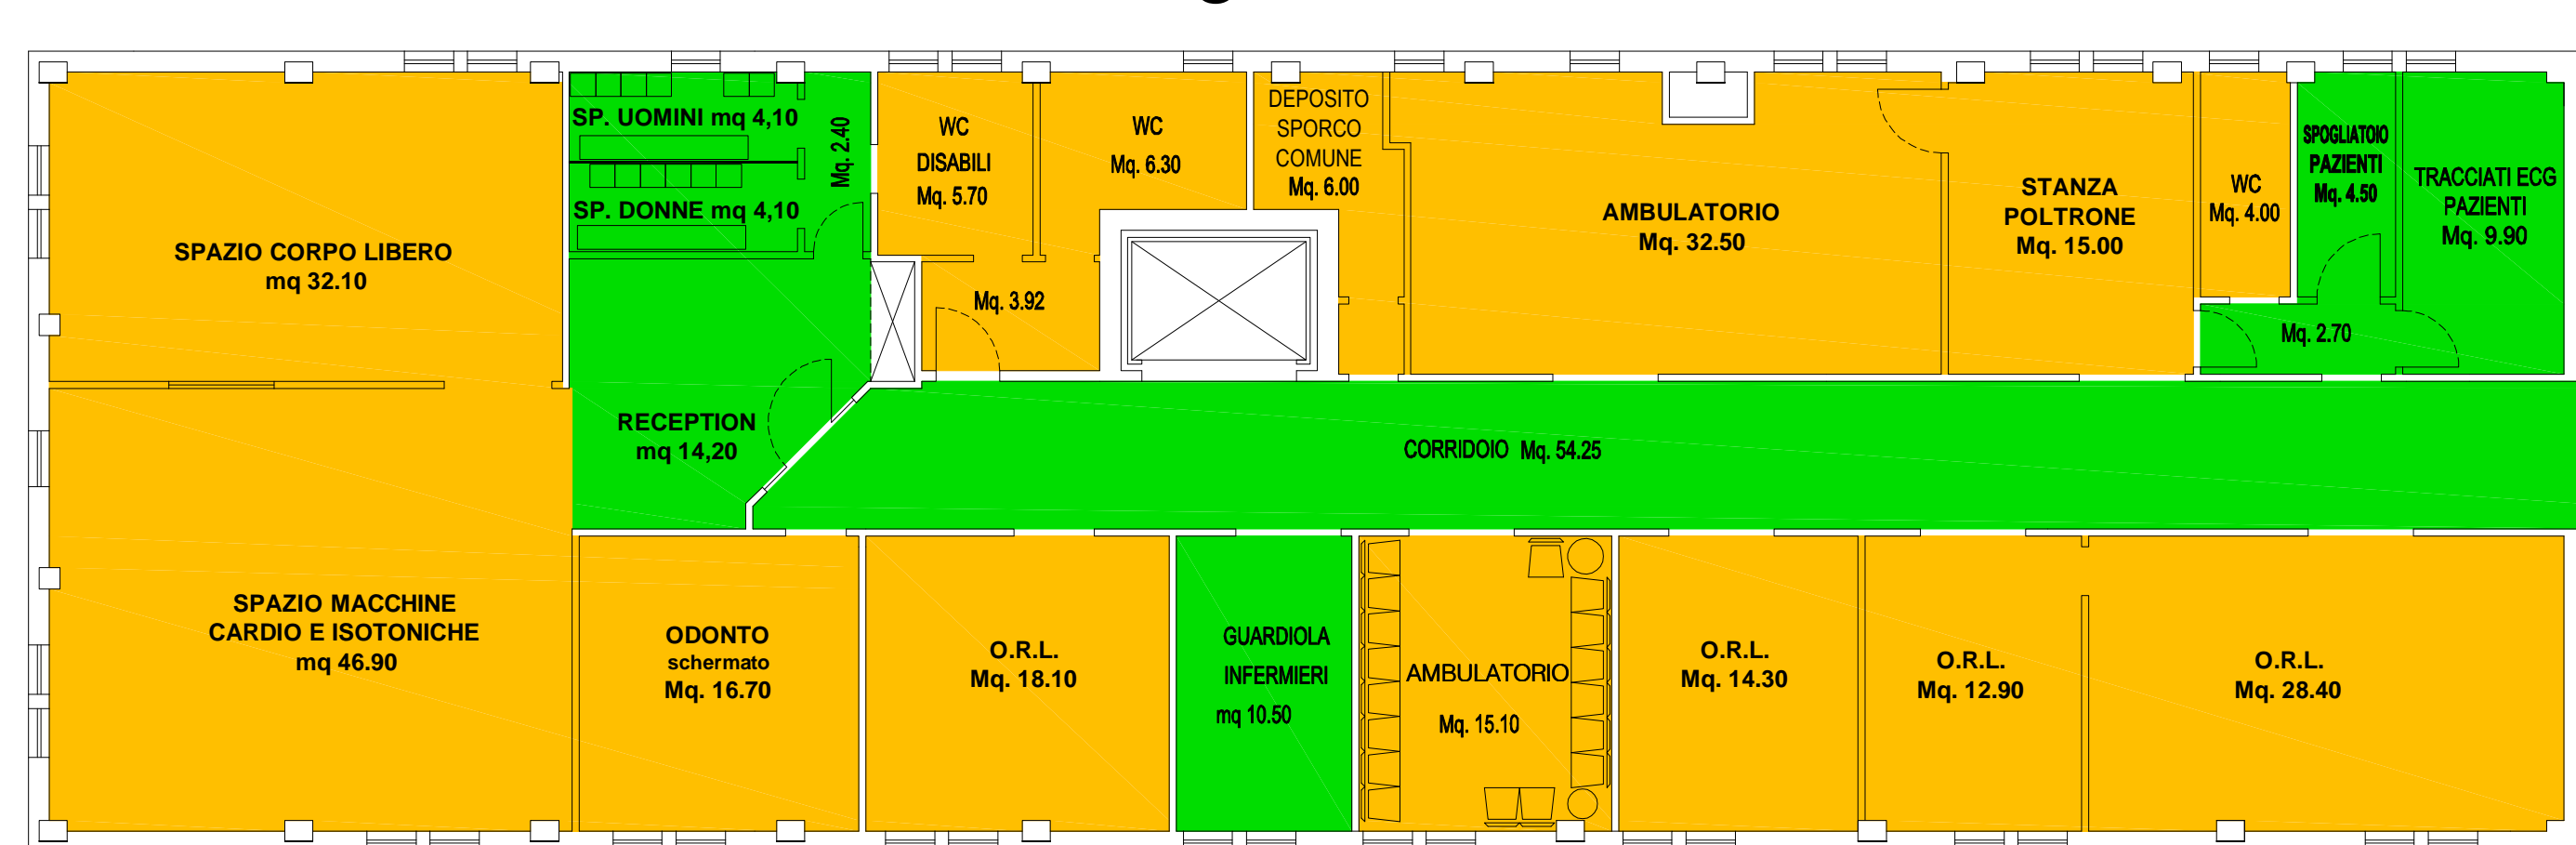 SP. UOMINI mq 4,10
SP. DONNE mq 4,10
Mq. 2.40
SPAZIO CORPO LIBERO
mq 32.10
WC
DISABILI
Mq. 5.70
WC
Mq. 6.30
Mq. 3.92
DEPOSITO
SPORCO
COMUNE
Mq. 6.00
AMBULATORIO
Mq. 32.50
STANZA
POLTRONE
Mq. 15.00
WC
Mq. 4.00
SPOGLIATOIO
PAZIENTI
Mq. 4.50
TRACCIATI ECG
PAZIENTI
Mq. 9.90
Mq. 2.70
RECEPTION
mq 14,20
CORRIDOIO Mq. 54.25
SPAZIO MACCHINE
CARDIO E ISOTONICHE
mq 46.90
ODONTO
schermato
Mq. 16.70
O.R.L.
Mq. 18.10
GUARDIOLA
INFERMIERI
mq 10.50
AMBULATORIO
Mq. 15.10
O.R.L.
Mq. 14.30
O.R.L.
Mq. 12.90
O.R.L.
Mq. 28.40